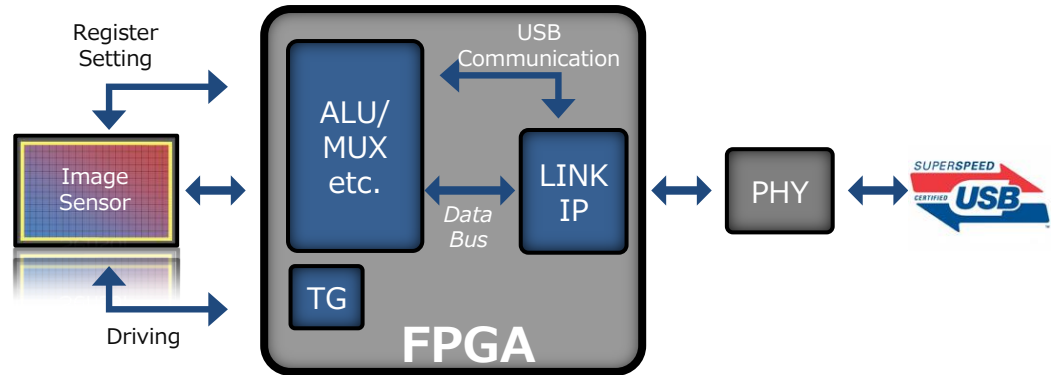 Register
Setting
USB
Communication
ALU/
MUX
etc.
Image
Sensor
LINK
IP
Data
Bus
PHY
SUPERSPEED
CERTIFIED USB
TG
Driving
FPGA